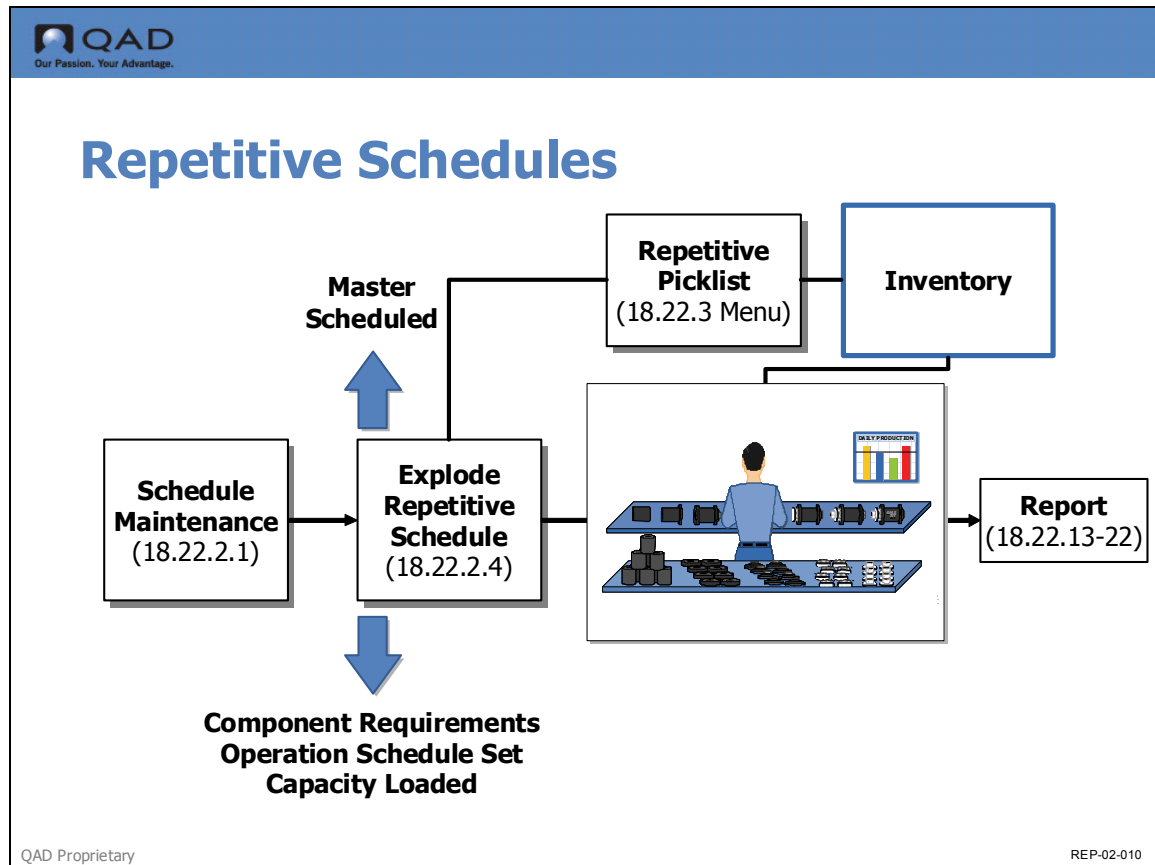 QAD
Our Passion. Your Advantage.
Repetitive Schedules
Master
Scheduled
Repetitive
Picklist
(18.22.3 Menu)
Inventory
Schedule
Maintenance
(18.22.2.1)
Explode
Repetitive
Schedule
(18.22.2.4)
DAILY PRODUCTION
Report
(18.22.13-22)
Component Requirements
Operation Schedule Set
Capacity Loaded
QAD Proprietary
REP-02-010